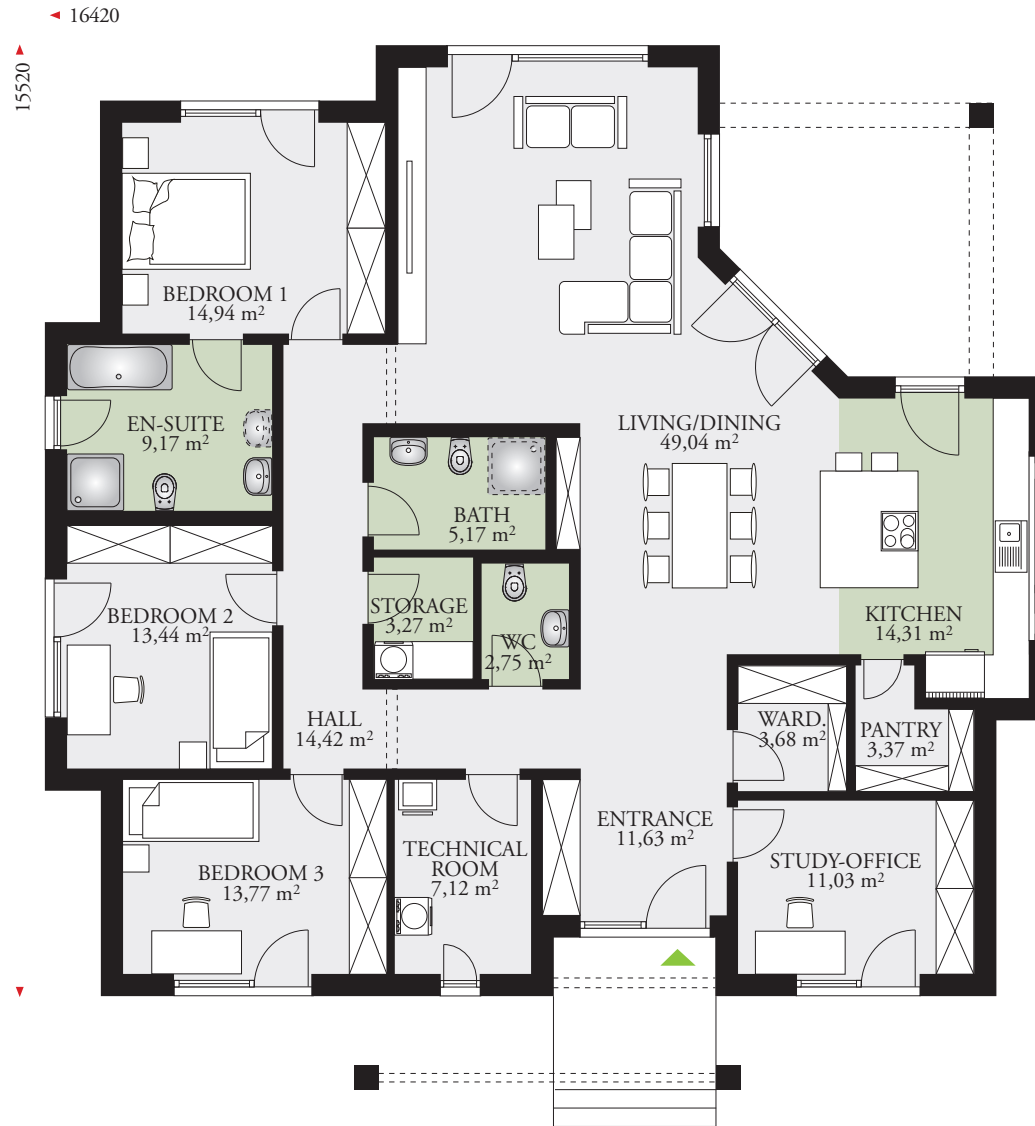 16420
15520
BEDROOM 1
14,94 m²
EN-SUITE
9,17 m²
LIVING/DINING
49,04 m²
BATH
5,17 m²
BEDROOM 2
13,44 m²
STORAGE
3,27 m²
WC
2,75 m²
KITCHEN
14,31 m²
HALL
14,42 m²
WARD.
3,68 m²
PANTRY
3,37 m²
BEDROOM 3
13,77 m²
TECHNICAL
ROOM
7,12 m²
ENTRANCE
11,63 m²
STUDY-OFFICE
11,03 m²